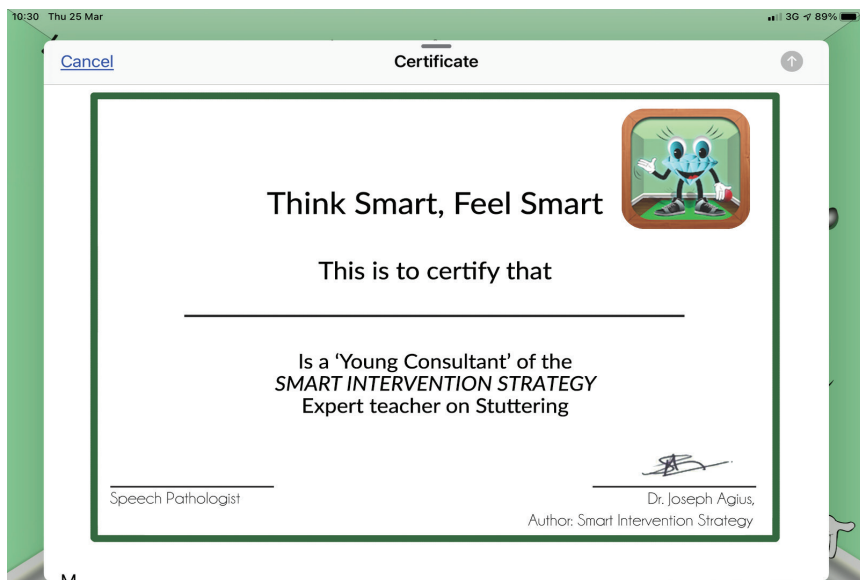 10:30 Thu 25 Mar
3G 89%
Cancel
Certificate
Think Smart, Feel Smart
This is to certify that
Is a ‘Young Consultant’ of the
SMART INTERVENTION STRATEGY
Expert teacher on Stuttering
Speech Pathologist
Dr. Joseph Agius,
Author: Smart Intervention Strategy